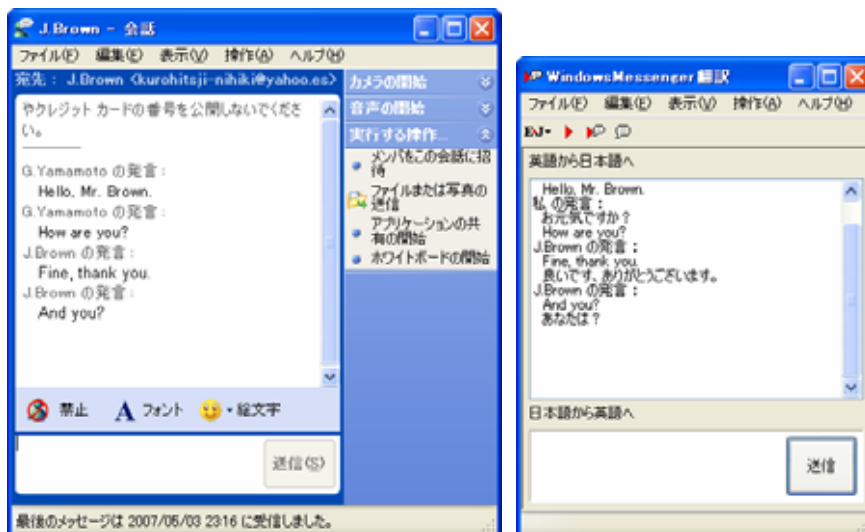 J.Brown - 会話
ファイル(F) 編集(E) 表示(V) 操作(A) ヘルプ(H)
宛先: J.Brown <kurohitsji-nihiki@yahoo.es>
やクレジット カードの番号を公開しないでくださ
い。
G.Yamamoto の発言:
Hello, Mr. Brown.
G.Yamamoto の発言:
How are you?
J.Brown の発言:
Fine, thank you.
J.Brown の発言:
And you?
禁止 A フォント 絵文字
送信(S)
最後のメッセージは 2007/05/03 23:16 に受信しました。
カメラの開始
音声の開始
実行する操作...
メンバをこの会話に招
待
ファイルまたは写真の
送信
アプリケーションの共
有の開始
ホワイトボードの開始
WindowsMessenger 翻訳
ファイル(F) 編集(E) 表示(V) 操作(A) ヘルプ(H)
EJ
英語から日本語へ
Hello, Mr. Brown.
私 の発言:
お元気ですか?
How are you?
J.Brown の発言:
Fine, thank you.
良いです、ありがとうございます。
J.Brown の発言:
And you?
あなたは?
日本語から英語へ
送信